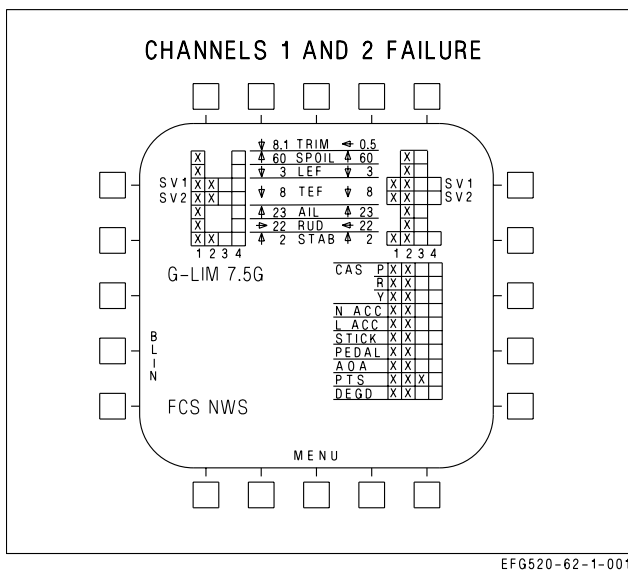 CHANNELS 1 AND 2 FAILURE
8.1 TRIM 0.5
X 60 SPOIL 60 X
X 3 LEF 3 X
SV1 X X 8 TEF 8 X X SV1
SV2 X X X X SV2
X 23 AIL 23 X
X 22 RUD 22 X
X X 2 STAB 2 X X
1 2 3 4 1 2 3 4
G-LIM 7.5G
CAS P X X
R X X
Y X X
N ACC X X
L ACC X X
STICK X X
PEDAL X X
AOA X X
PTS X X X
DEGD X X
BLIN
FCS NWS
MENU
EFG520-62-1-001